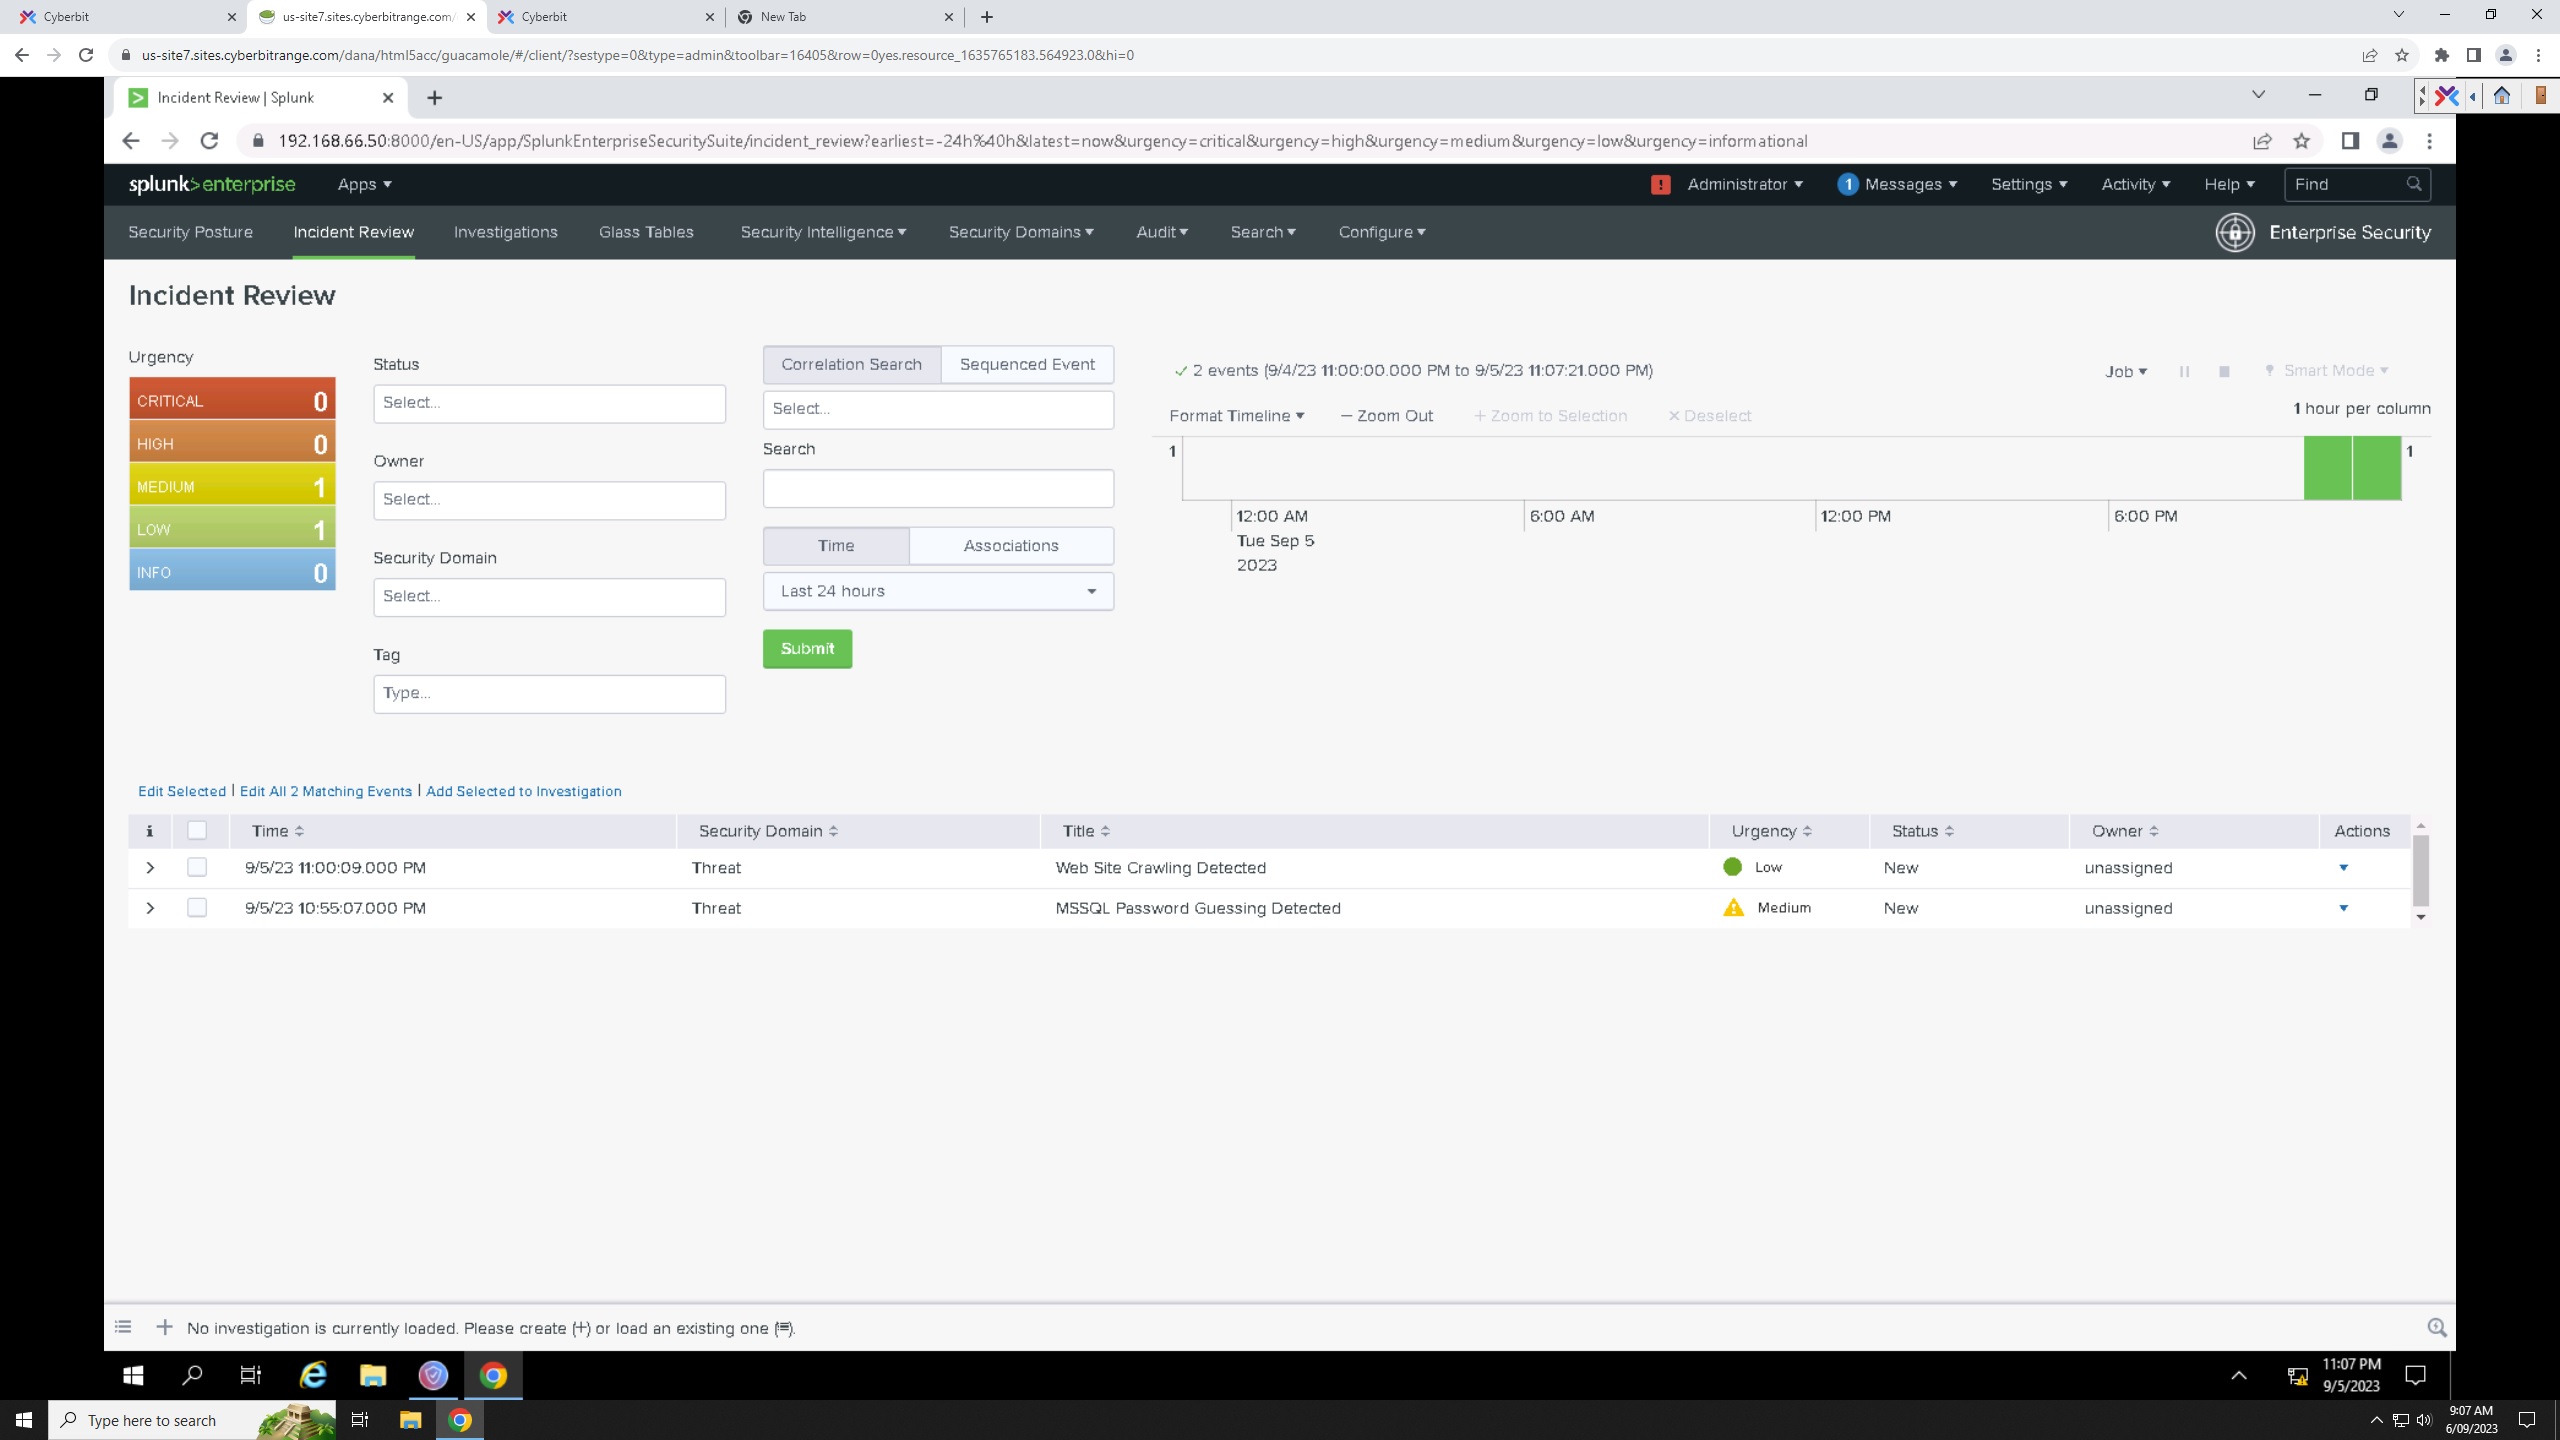 Cyberbit
us-site7.sites.cyberbitrange.com/
Cyberbit
New Tab
us-site7.sites.cyberbitrange.com/dana/html5acc/guacamole/#/client/?sestype=0&type=admin&toolbar=16405&row=0yes.resource_1635765183.564923.0&hi=0
Incident Review | Splunk
192.168.66.50:8000/en-US/app/SplunkEnterpriseSecuritySuite/incident_review?earliest=-24h%40h&latest=now&urgency=critical&urgency=high&urgency=medium&urgency=low&urgency=informational
splunk>enterprise Apps ! Administrator 1 Messages Settings Activity Help Find
Security Posture Incident Review Investigations Glass Tables Security Intelligence Security Domains Audit Search Configure Enterprise Security
Incident Review
Urgency
CRITICAL 0
HIGH 0
MEDIUM 1
LOW 1
INFO 0
Status
Select...
Owner
Select...
Security Domain
Select...
Tag
Type...
Correlation Search Sequenced Event
Select...
Search
Time Associations
Last 24 hours
Submit
✓ 2 events (9/4/23 11:00:00.000 PM to 9/5/23 11:07:21.000 PM)
Job Smart Mode
Format Timeline — Zoom Out + Zoom to Selection × Deselect
1 hour per column
1 1
12:00 AM 6:00 AM 12:00 PM 6:00 PM
Tue Sep 5
2023
Edit Selected | Edit All 2 Matching Events | Add Selected to Investigation
i Time Security Domain Title Urgency Status Owner Actions
9/5/23 11:00:09.000 PM Threat Web Site Crawling Detected Low New unassigned
9/5/23 10:55:07.000 PM Threat MSSQL Password Guessing Detected Medium New unassigned
No investigation is currently loaded. Please create (+) or load an existing one (≡).
11:07 PM
9/5/2023
Type here to search
9:07 AM
6/09/2023